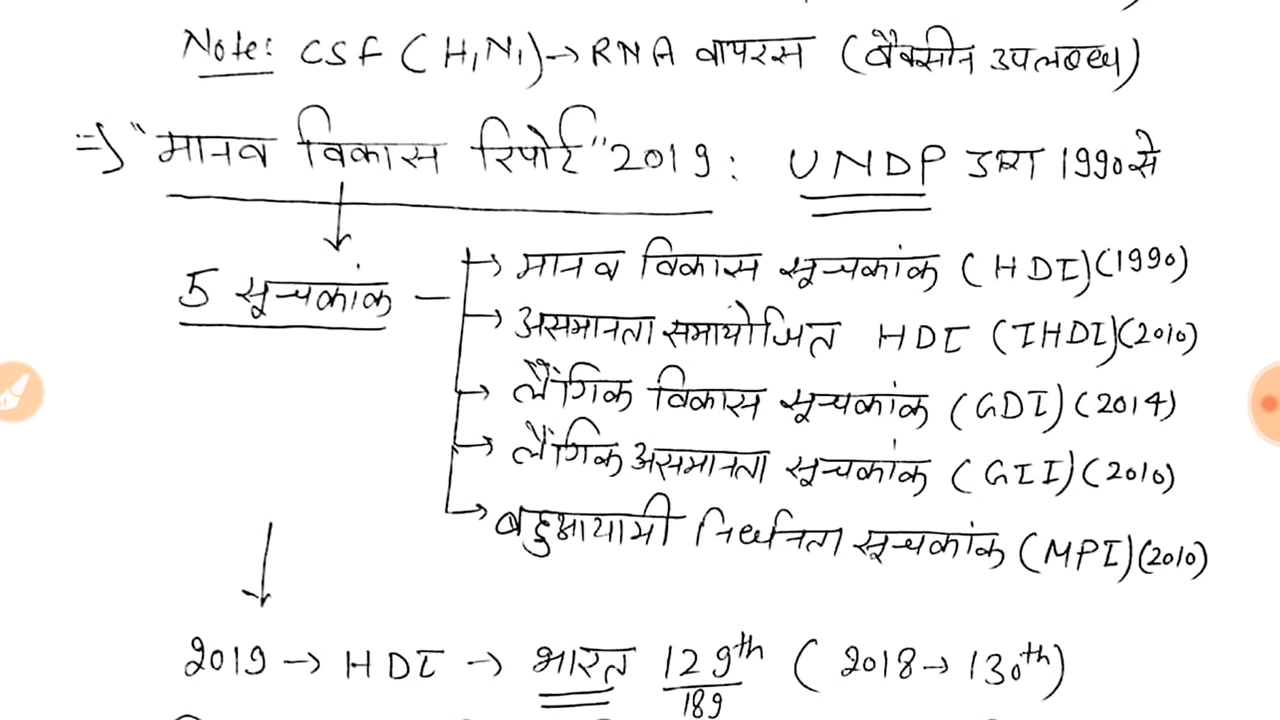 Note: CSF (H1N1) → RNA वायरस (वैक्सीन उपलब्ध)
⇒ "मानव विकास रिपोर्ट" 2019 : UNDP द्वारा 1990 से
5 सूचकांक – → मानव विकास सूचकांक (HDI) (1990)
→ असमानता समायोजित HDI (IHDI) (2010)
→ लैंगिक विकास सूचकांक (GDI) (2014)
→ लैंगिक असमानता सूचकांक (GII) (2010)
→ बहुआयामी निर्धनता सूचकांक (MPI) (2010)
2019 → HDI → भारत 129th/189 (2018 → 130th)